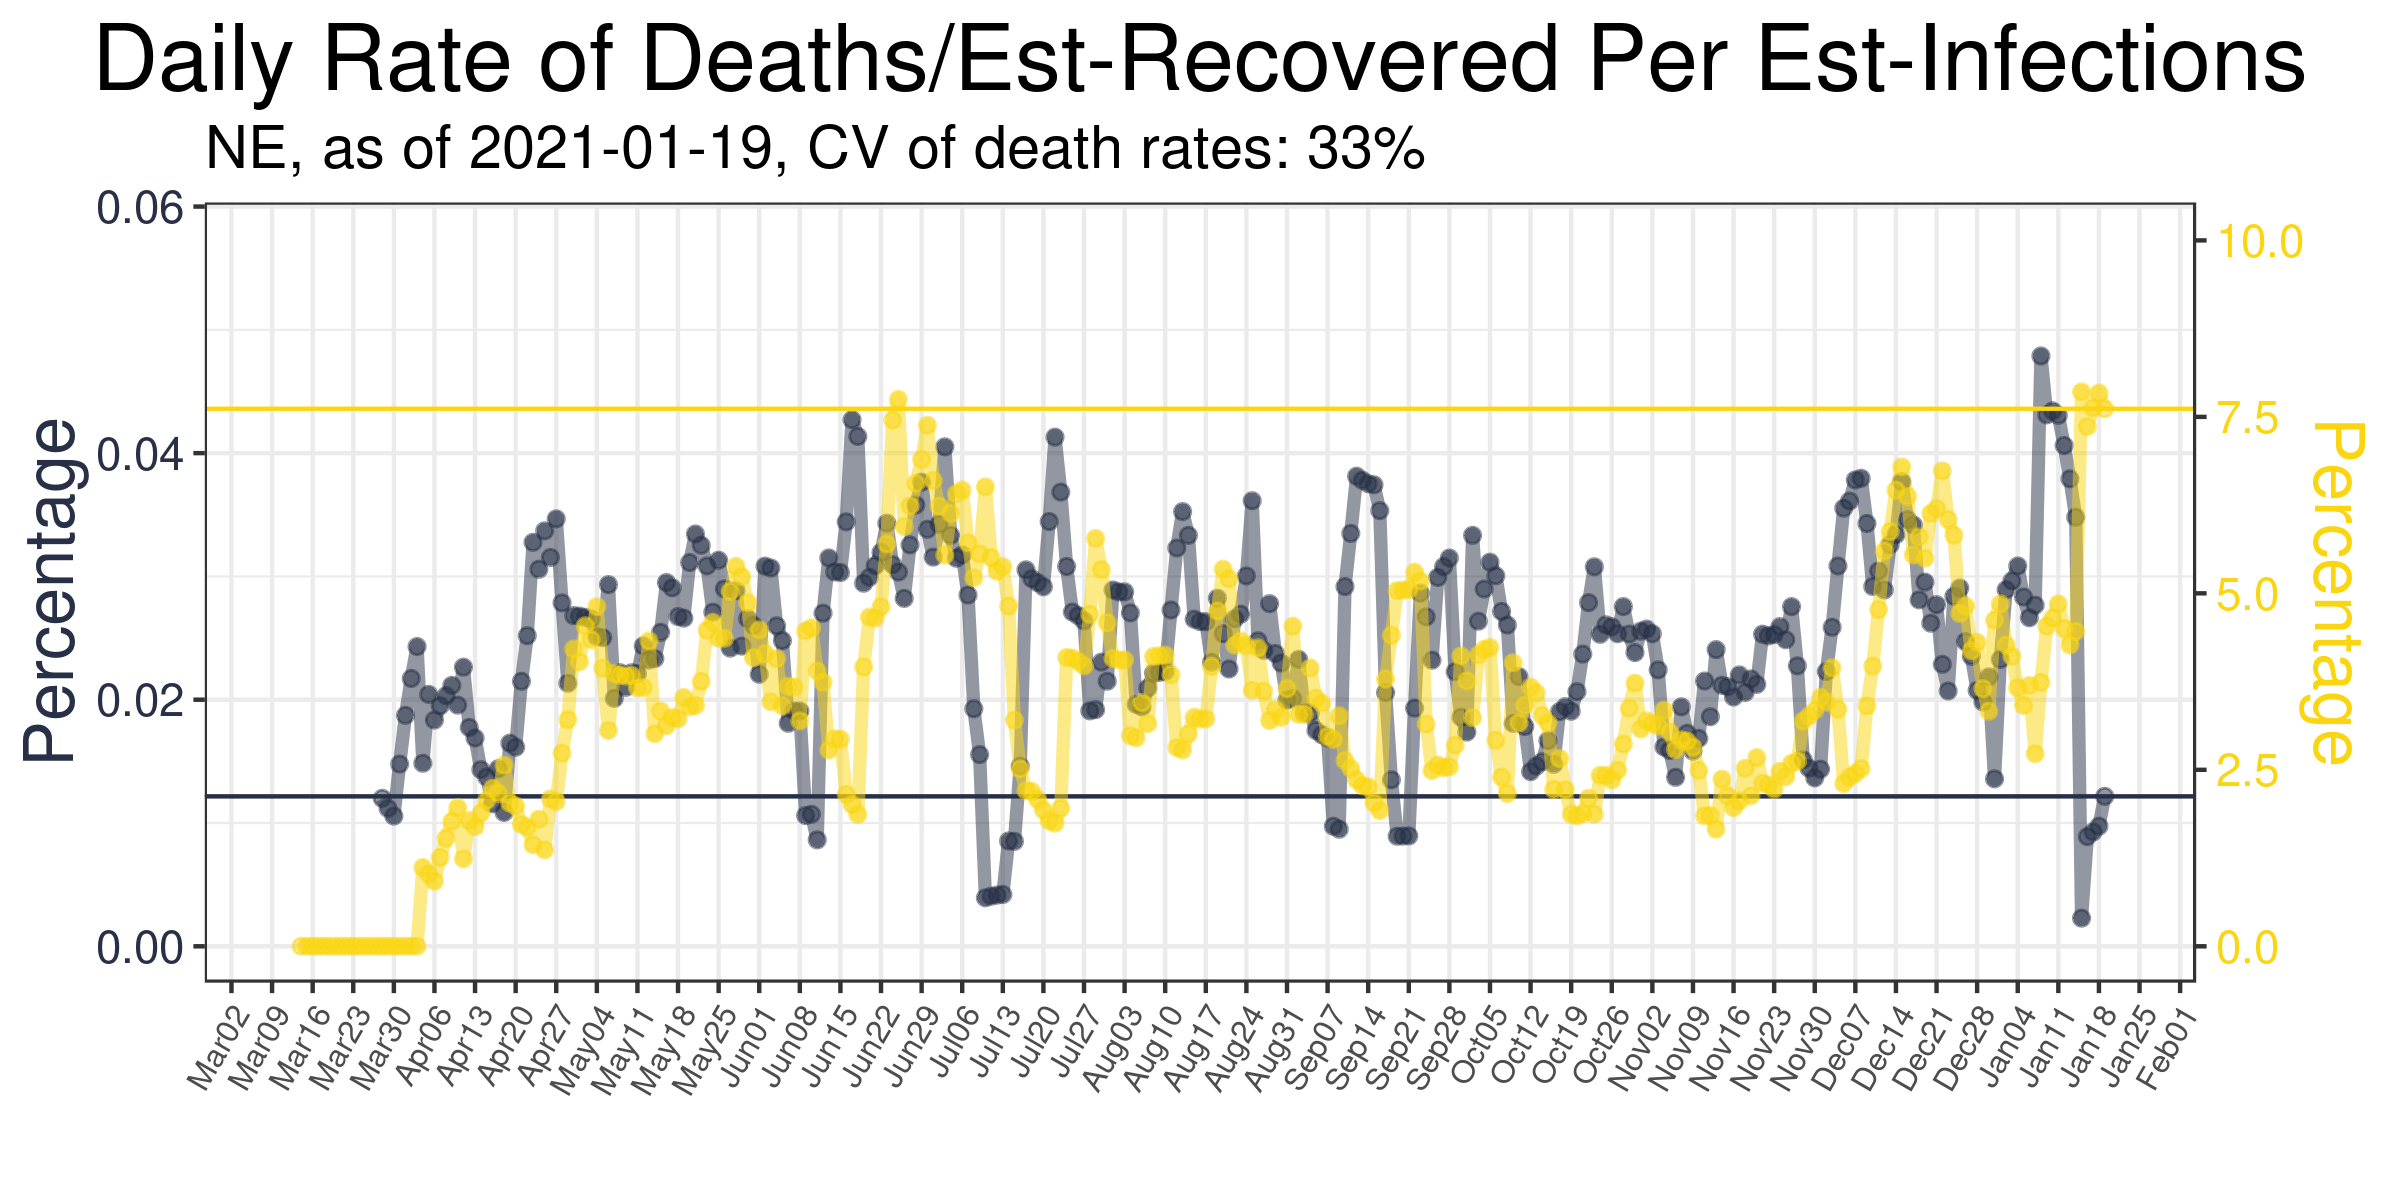 Daily Rate of Deaths/Est-Recovered Per Est-Infections
NE, as of 2021-01-19, CV of death rates: 33%
0.06
0.04
0.02
0.00
Percentage
10.0
7.5
5.0
2.5
0.0
Percentage
Mar02
Mar09
Mar16
Mar23
Mar30
Apr06
Apr13
Apr20
Apr27
May04
May11
May18
May25
Jun01
Jun08
Jun15
Jun22
Jun29
Jul06
Jul13
Jul20
Jul27
Aug03
Aug10
Aug17
Aug24
Aug31
Sep07
Sep14
Sep21
Sep28
Oct05
Oct12
Oct19
Oct26
Nov02
Nov09
Nov16
Nov23
Nov30
Dec07
Dec14
Dec21
Dec28
Jan04
Jan11
Jan18
Jan25
Feb01